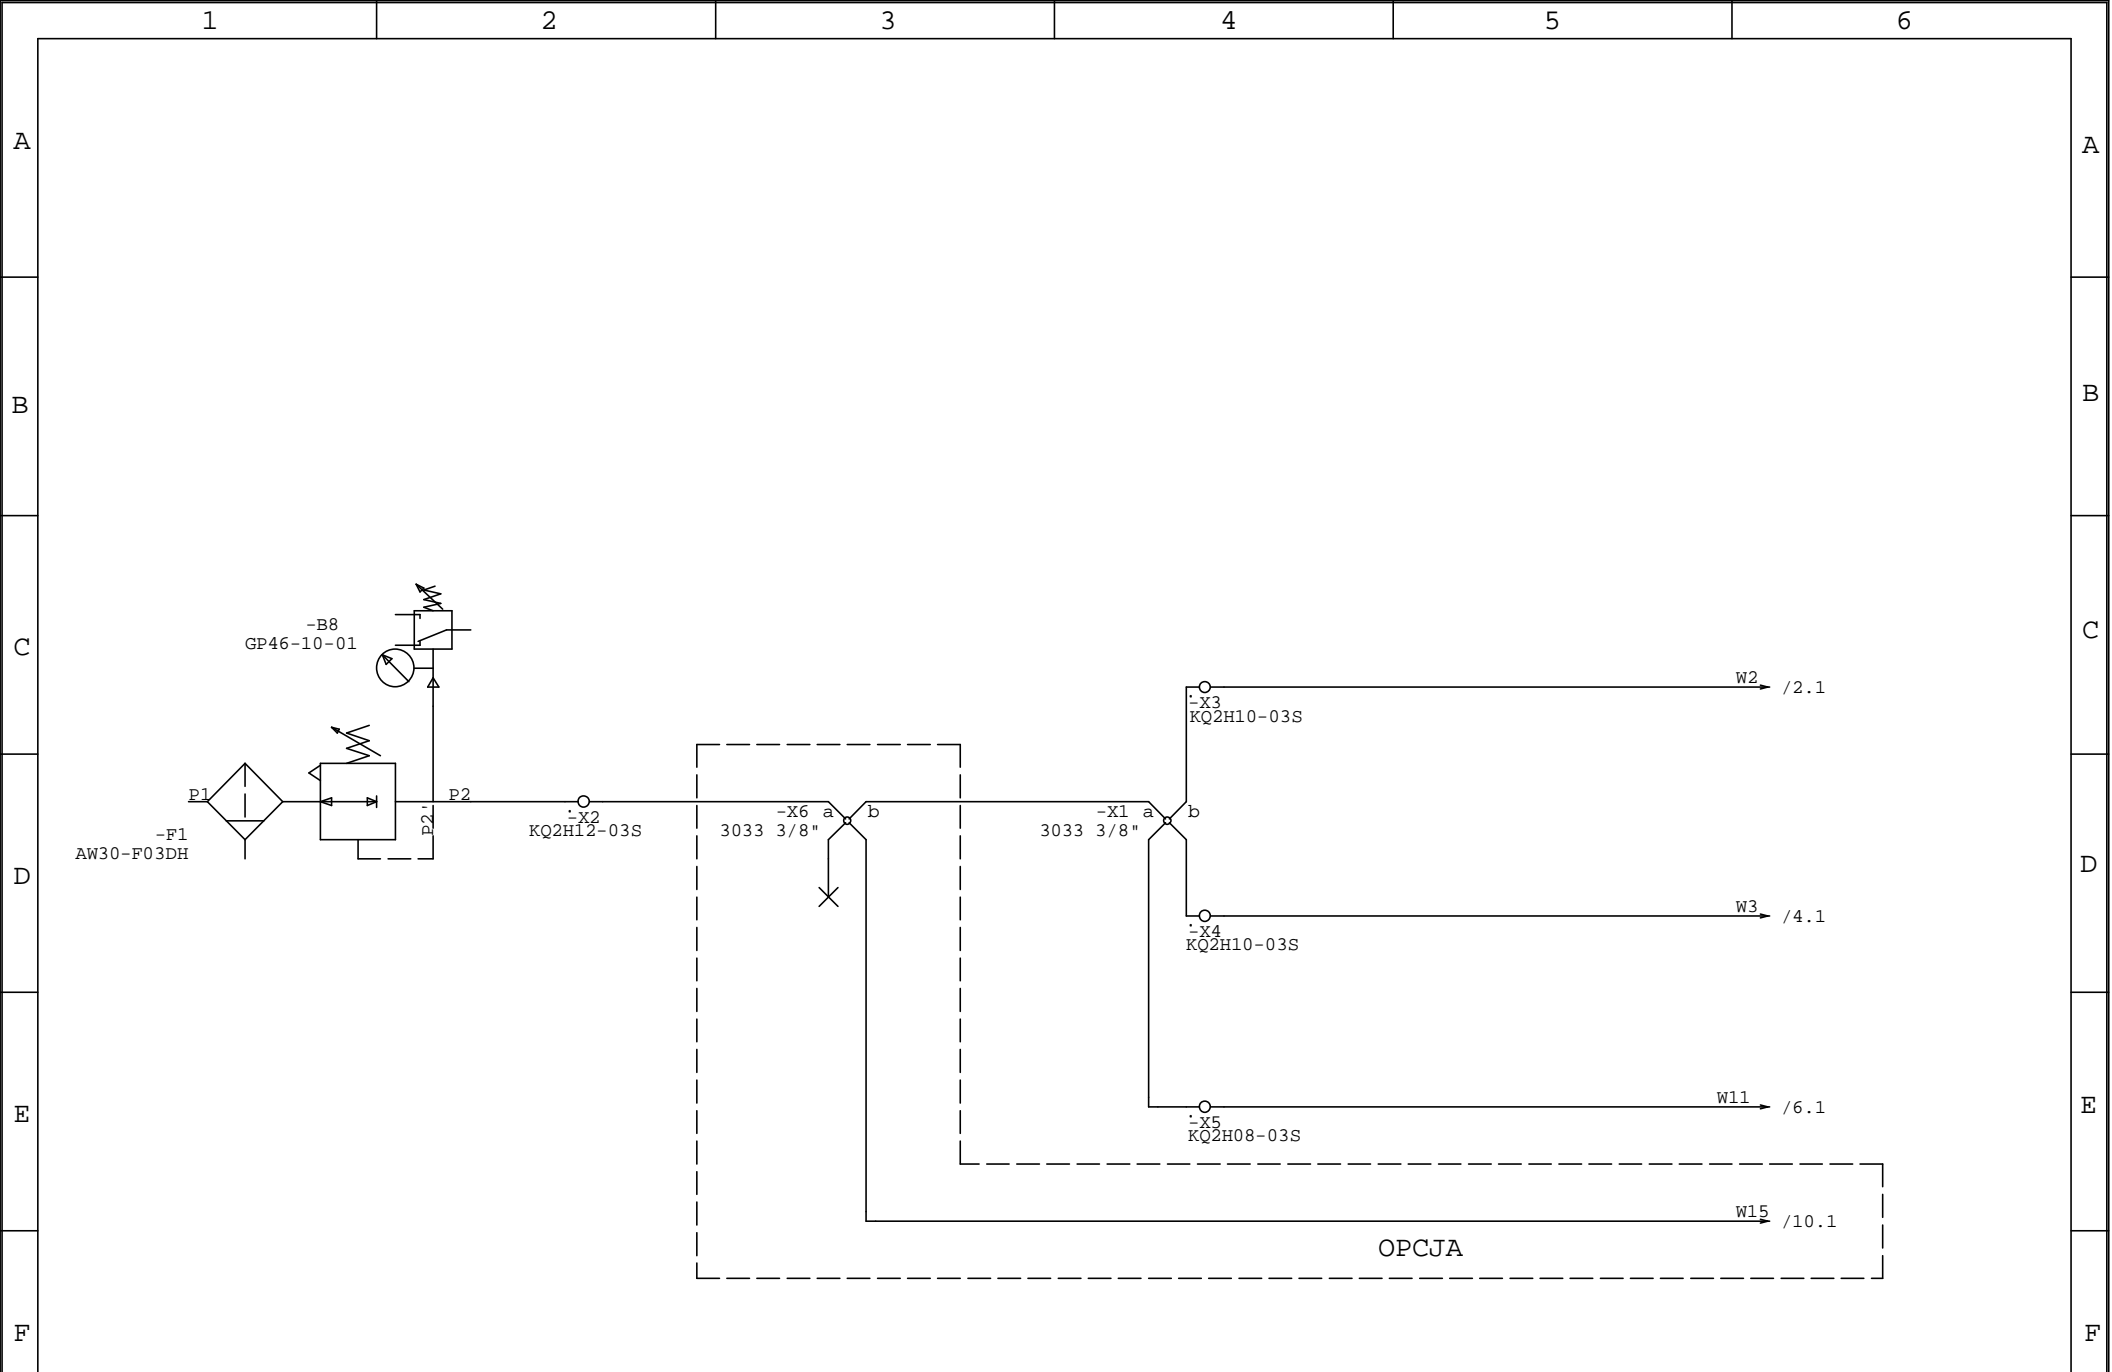 1 2 3 4 5 6
A A
B B
C C
-B8
GP46-10-01
W2 /2.1
-X3
KQ2H10-03S
P1
P2
P2'
-F1
AW30-F03DH
-X2
KQ2H12-03S
-X6 a b
3033 3/8"
-X1 a b
3033 3/8"
D D
W3 /4.1
-X4
KQ2H10-03S
E E
W11 /6.1
-X5
KQ2H08-03S
W15 /10.1
OPCJA
F F